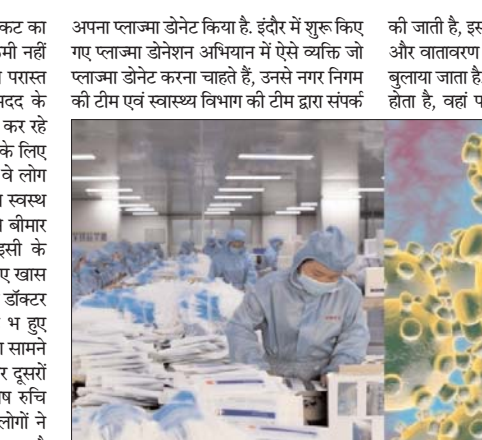 कट का
मी नहीं
परास्त
मदद के
कर रहे
के लिए
वे लोग
स्वस्थ
बीमार
इसी के
ए खास
डॉक्टर
भ हुए
सामने
र दूसरों
ष रुचि
लोगों ने
अपना प्लाज्मा डोनेट किया है. इंदौर में शुरू किए
गए प्लाज्मा डोनेशन अभियान में ऐसे व्यक्ति जो
प्लाज्मा डोनेट करना चाहते हैं, उनसे नगर निगम
की टीम एवं स्वास्थ्य विभाग की टीम द्वारा संपर्क
की जाती है, इस
और वातावरण
बुलाया जाता है
होता है, वहां प